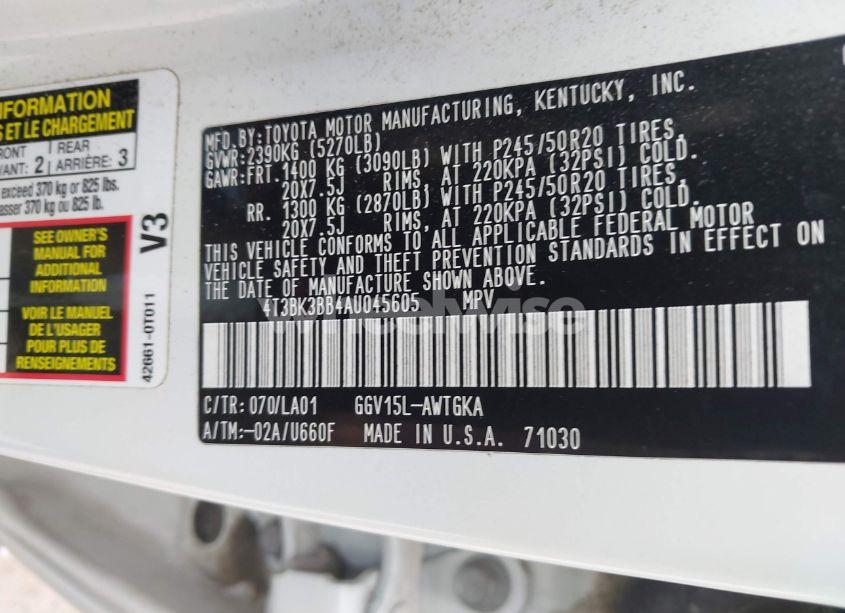 INFORMATION
S ET LE CHARGEMENT
RONT
VANT: 2
REAR
ARRIÈRE: 3
exceed 370 kg or 825 lbs.
asser 370 kg ou 825 lb.
SEE OWNER'S
MANUAL FOR
ADDITIONAL
INFORMATION
VOIR LE MANUEL
DE L'USAGER
POUR PLUS DE
RENSEIGNEMENTS
V3
42661-0T011
MFD.BY:TOYOTA MOTOR MANUFACTURING, KENTUCKY, INC.
GVWR:2390KG (5270LB)
GAWR:FRT.1400 KG (3090LB) WITH P245/50R20 TIRES,
20X7.5J RIMS, AT 220KPA (32PSI) COLD.
RR. 1300 KG (2870LB) WITH P245/50R20 TIRES,
20X7.5J RIMS, AT 220KPA (32PSI) COLD.
THIS VEHICLE CONFORMS TO ALL APPLICABLE FEDERAL MOTOR
VEHICLE SAFETY AND THEFT PREVENTION STANDARDS IN EFFECT ON
THE DATE OF MANUFACTURE SHOWN ABOVE.
4T3BK3BB4AU045605 MPV
wheelwise
C/TR:070/LA01 GGV15L-AWTGKA
A/TM:-02A/U660F MADE IN U.S.A. 71030